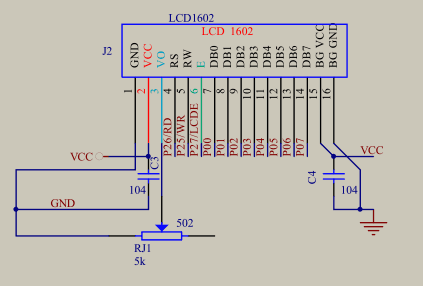 LCD1602
LCD 1602
J2
GND
VCC
VO
RS
RW
E
DB0
DB1
DB2
DB3
DB4
DB5
DB6
DB7
BG VCC
BG GND
1
2
3
4
5
6
7
8
9
10
11
12
13
14
15
16
P26/RD
P25/WR
P27/LCDE
P00
P01
P02
P03
P04
P05
P06
P07
VCC
C3
104
VCC
C4
104
GND
502
RJ1
5k